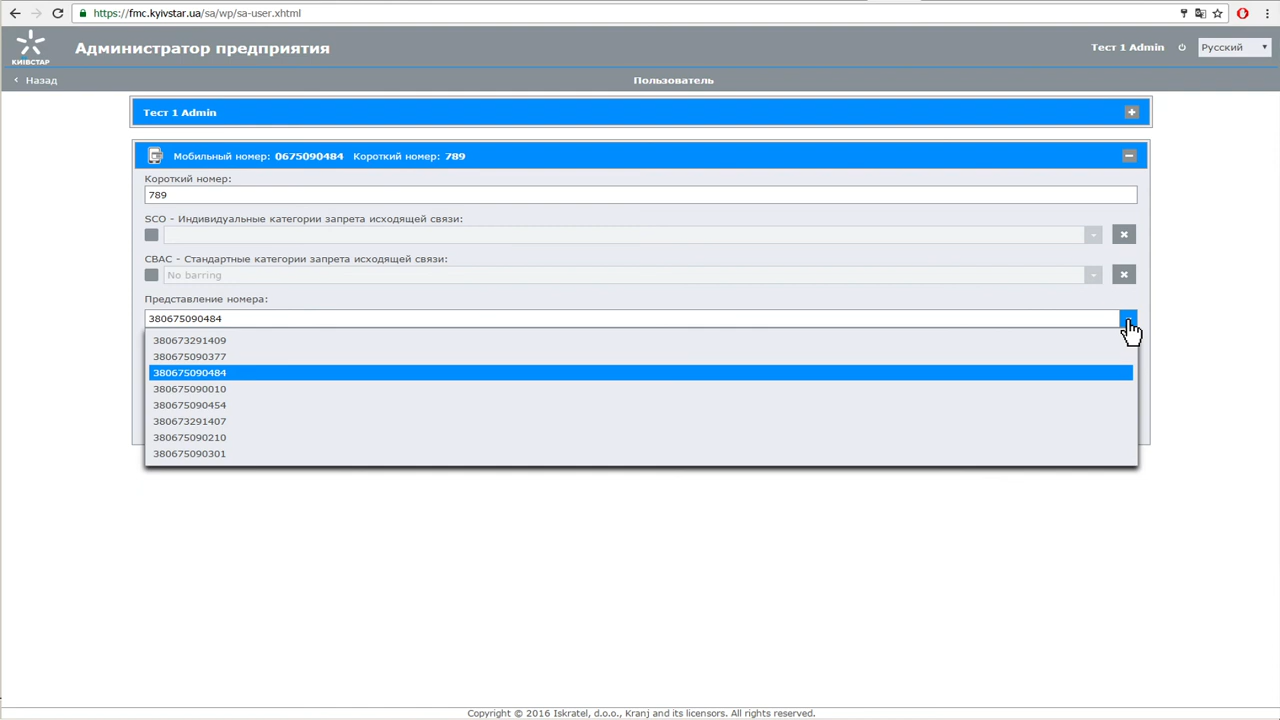 https://fmc.kyivstar.ua/sa/wp/sa-user.xhtml
КИЇВСТАР
Администратор предприятия
Тест 1 Admin
Русский
Назад
Пользователь
Тест 1 Admin
Мобильный номер: 0675090484 Короткий номер: 789
Короткий номер:
789
SCO - Индивидуальные категории запрета исходящей связи:
CBAC - Стандартные категории запрета исходящей связи:
No barring
Представление номера:
380675090484
380673291409
380675090377
380675090484
380675090010
380675090454
380673291407
380675090210
380675090301
Copyright © 2016 Iskratel, d.o.o., Kranj and its licensors. All rights reserved.